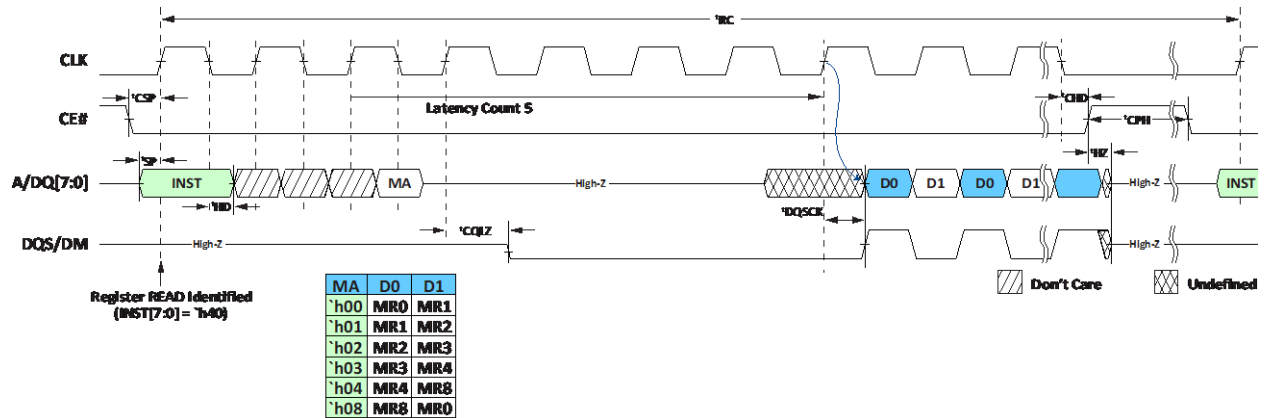 tRC
CLK
tCSP
Latency Count 5
tCHD
CE#
tCPH
tSP
tHZ
A/DQ[7:0]
INST
MA
High-Z
D0
D1
D0
D1
High-Z
INST
tHD
tDQSCK
tCQLZ
DQS/DM
High-Z
High-Z
Register READ Identified
(INST[7:0] = `h40)
Don't Care
Undefined
MA D0 D1
`h00 MR0 MR1
`h01 MR1 MR2
`h02 MR2 MR3
`h03 MR3 MR4
`h04 MR4 MR8
`h08 MR8 MR0